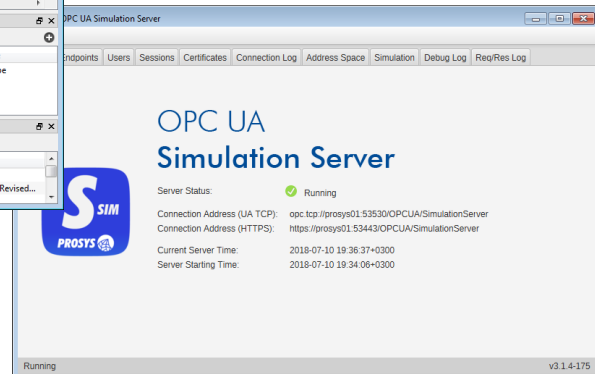 OPC UA Simulation Server
Endpoints Users Sessions Certificates Connection Log Address Space Simulation Debug Log Req/Res Log
OPC UA
Simulation Server
Server Status: Running
Connection Address (UA TCP): opc.tcp://prosys01:53530/OPCUA/SimulationServer
Connection Address (HTTPS): https://prosys01:53443/OPCUA/SimulationServer
Current Server Time: 2018-07-10 19:36:37+0300
Server Starting Time: 2018-07-10 19:34:06+0300
Revised...
S SIM
PROSYS
Running v3.1.4-175